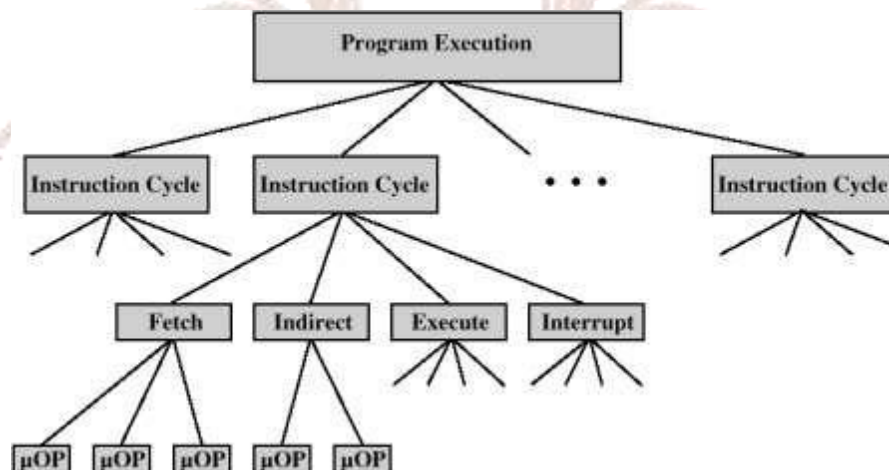 Program Execution
Instruction Cycle Instruction Cycle • • • Instruction Cycle
Fetch Indirect Execute Interrupt
µOP µOP µOP µOP µOP